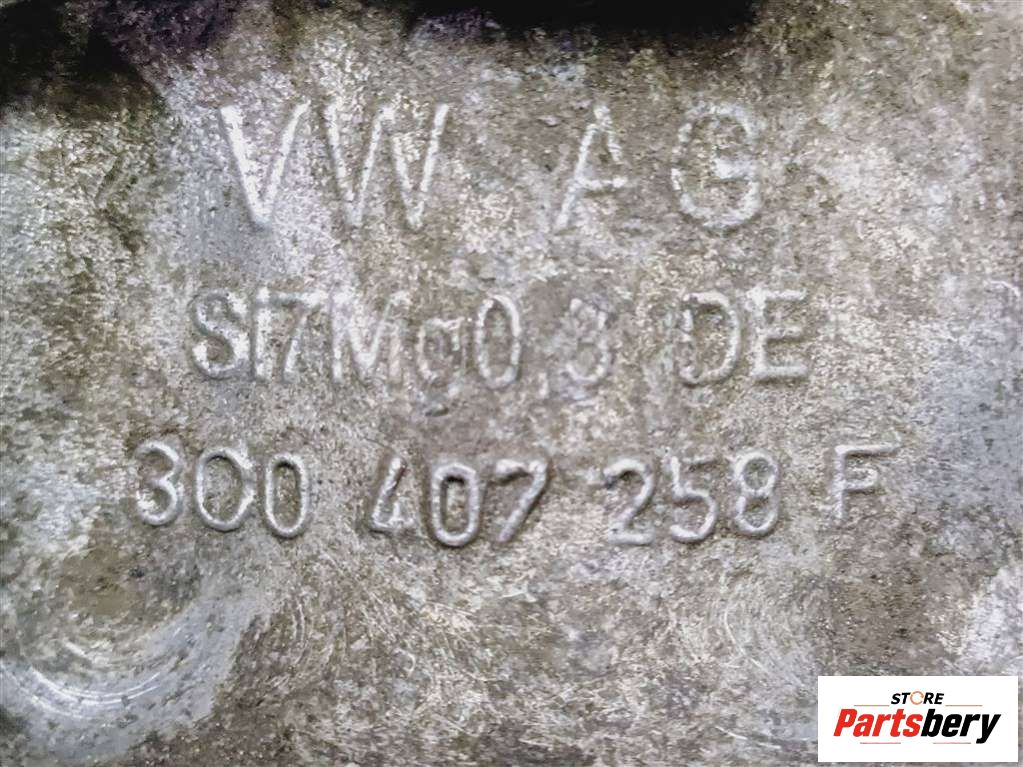 VW AG
Si7Mg0,3 DE
3C0 407 258 F
STORE
Partsbery